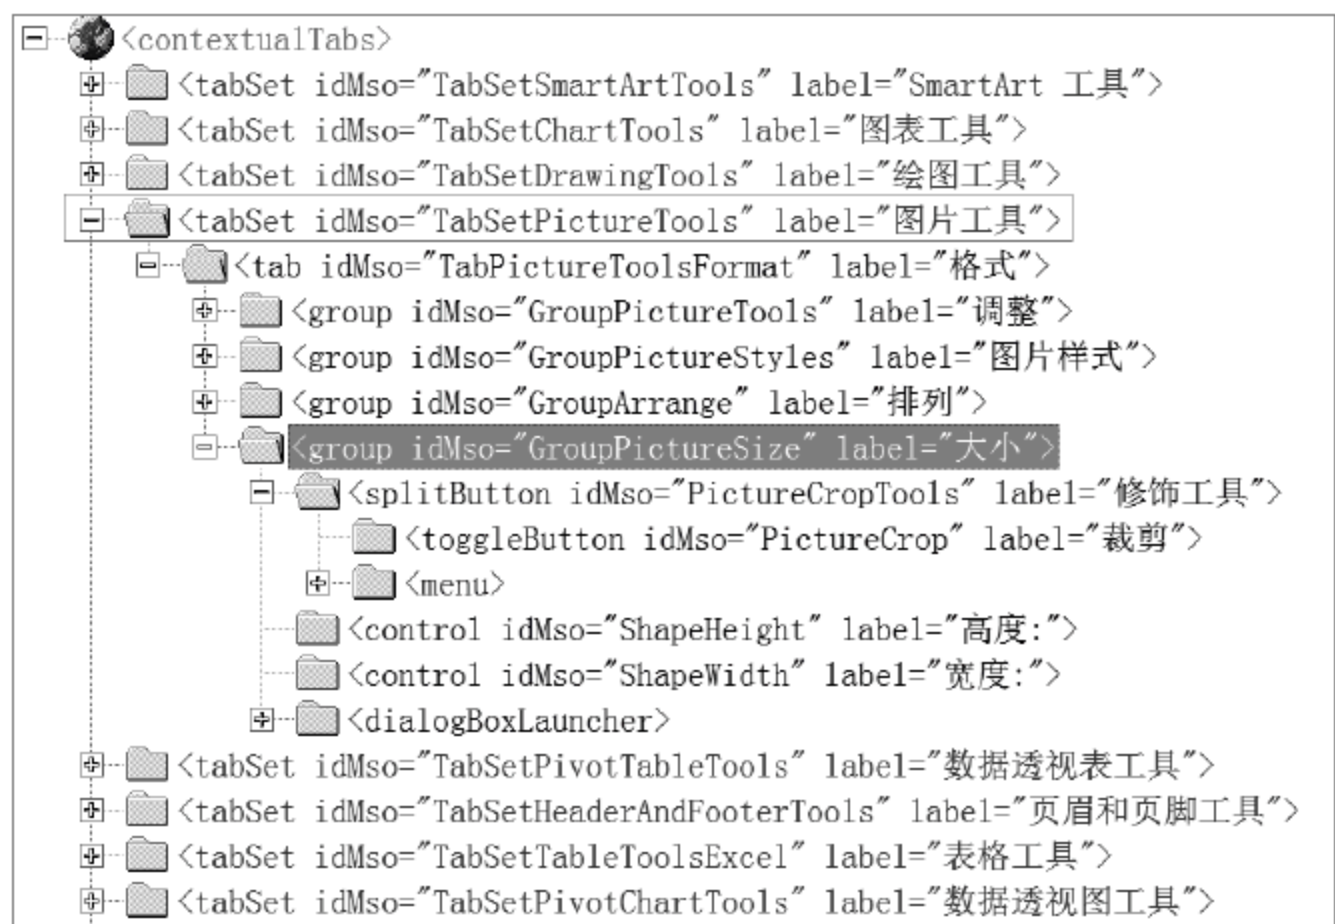 <contextualTabs>
<tabSet idMso="TabSetSmartArtTools" label="SmartArt 工具">
<tabSet idMso="TabSetChartTools" label="图表工具">
<tabSet idMso="TabSetDrawingTools" label="绘图工具">
<tabSet idMso="TabSetPictureTools" label="图片工具">
<tab idMso="TabPictureToolsFormat" label="格式">
<group idMso="GroupPictureTools" label="调整">
<group idMso="GroupPictureStyles" label="图片样式">
<group idMso="GroupArrange" label="排列">
<group idMso="GroupPictureSize" label="大小">
<splitButton idMso="PictureCropTools" label="修饰工具">
<toggleButton idMso="PictureCrop" label="裁剪">
<menu>
<control idMso="ShapeHeight" label="高度:">
<control idMso="ShapeWidth" label="宽度:">
<dialogBoxLauncher>
<tabSet idMso="TabSetPivotTableTools" label="数据透视表工具">
<tabSet idMso="TabSetHeaderAndFooterTools" label="页眉和页脚工具">
<tabSet idMso="TabSetTableToolsExcel" label="表格工具">
<tabSet idMso="TabSetPivotChartTools" label="数据透视图工具">